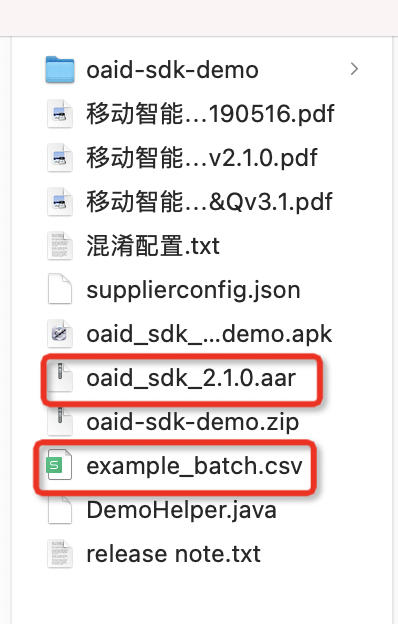 oaid-sdk-demo
移动智能...190516.pdf
移动智能...v2.1.0.pdf
移动智能...&Qv3.1.pdf
混淆配置.txt
supplierconfig.json
oaid_sdk_...demo.apk
oaid_sdk_2.1.0.aar
oaid-sdk-demo.zip
example_batch.csv
DemoHelper.java
release note.txt